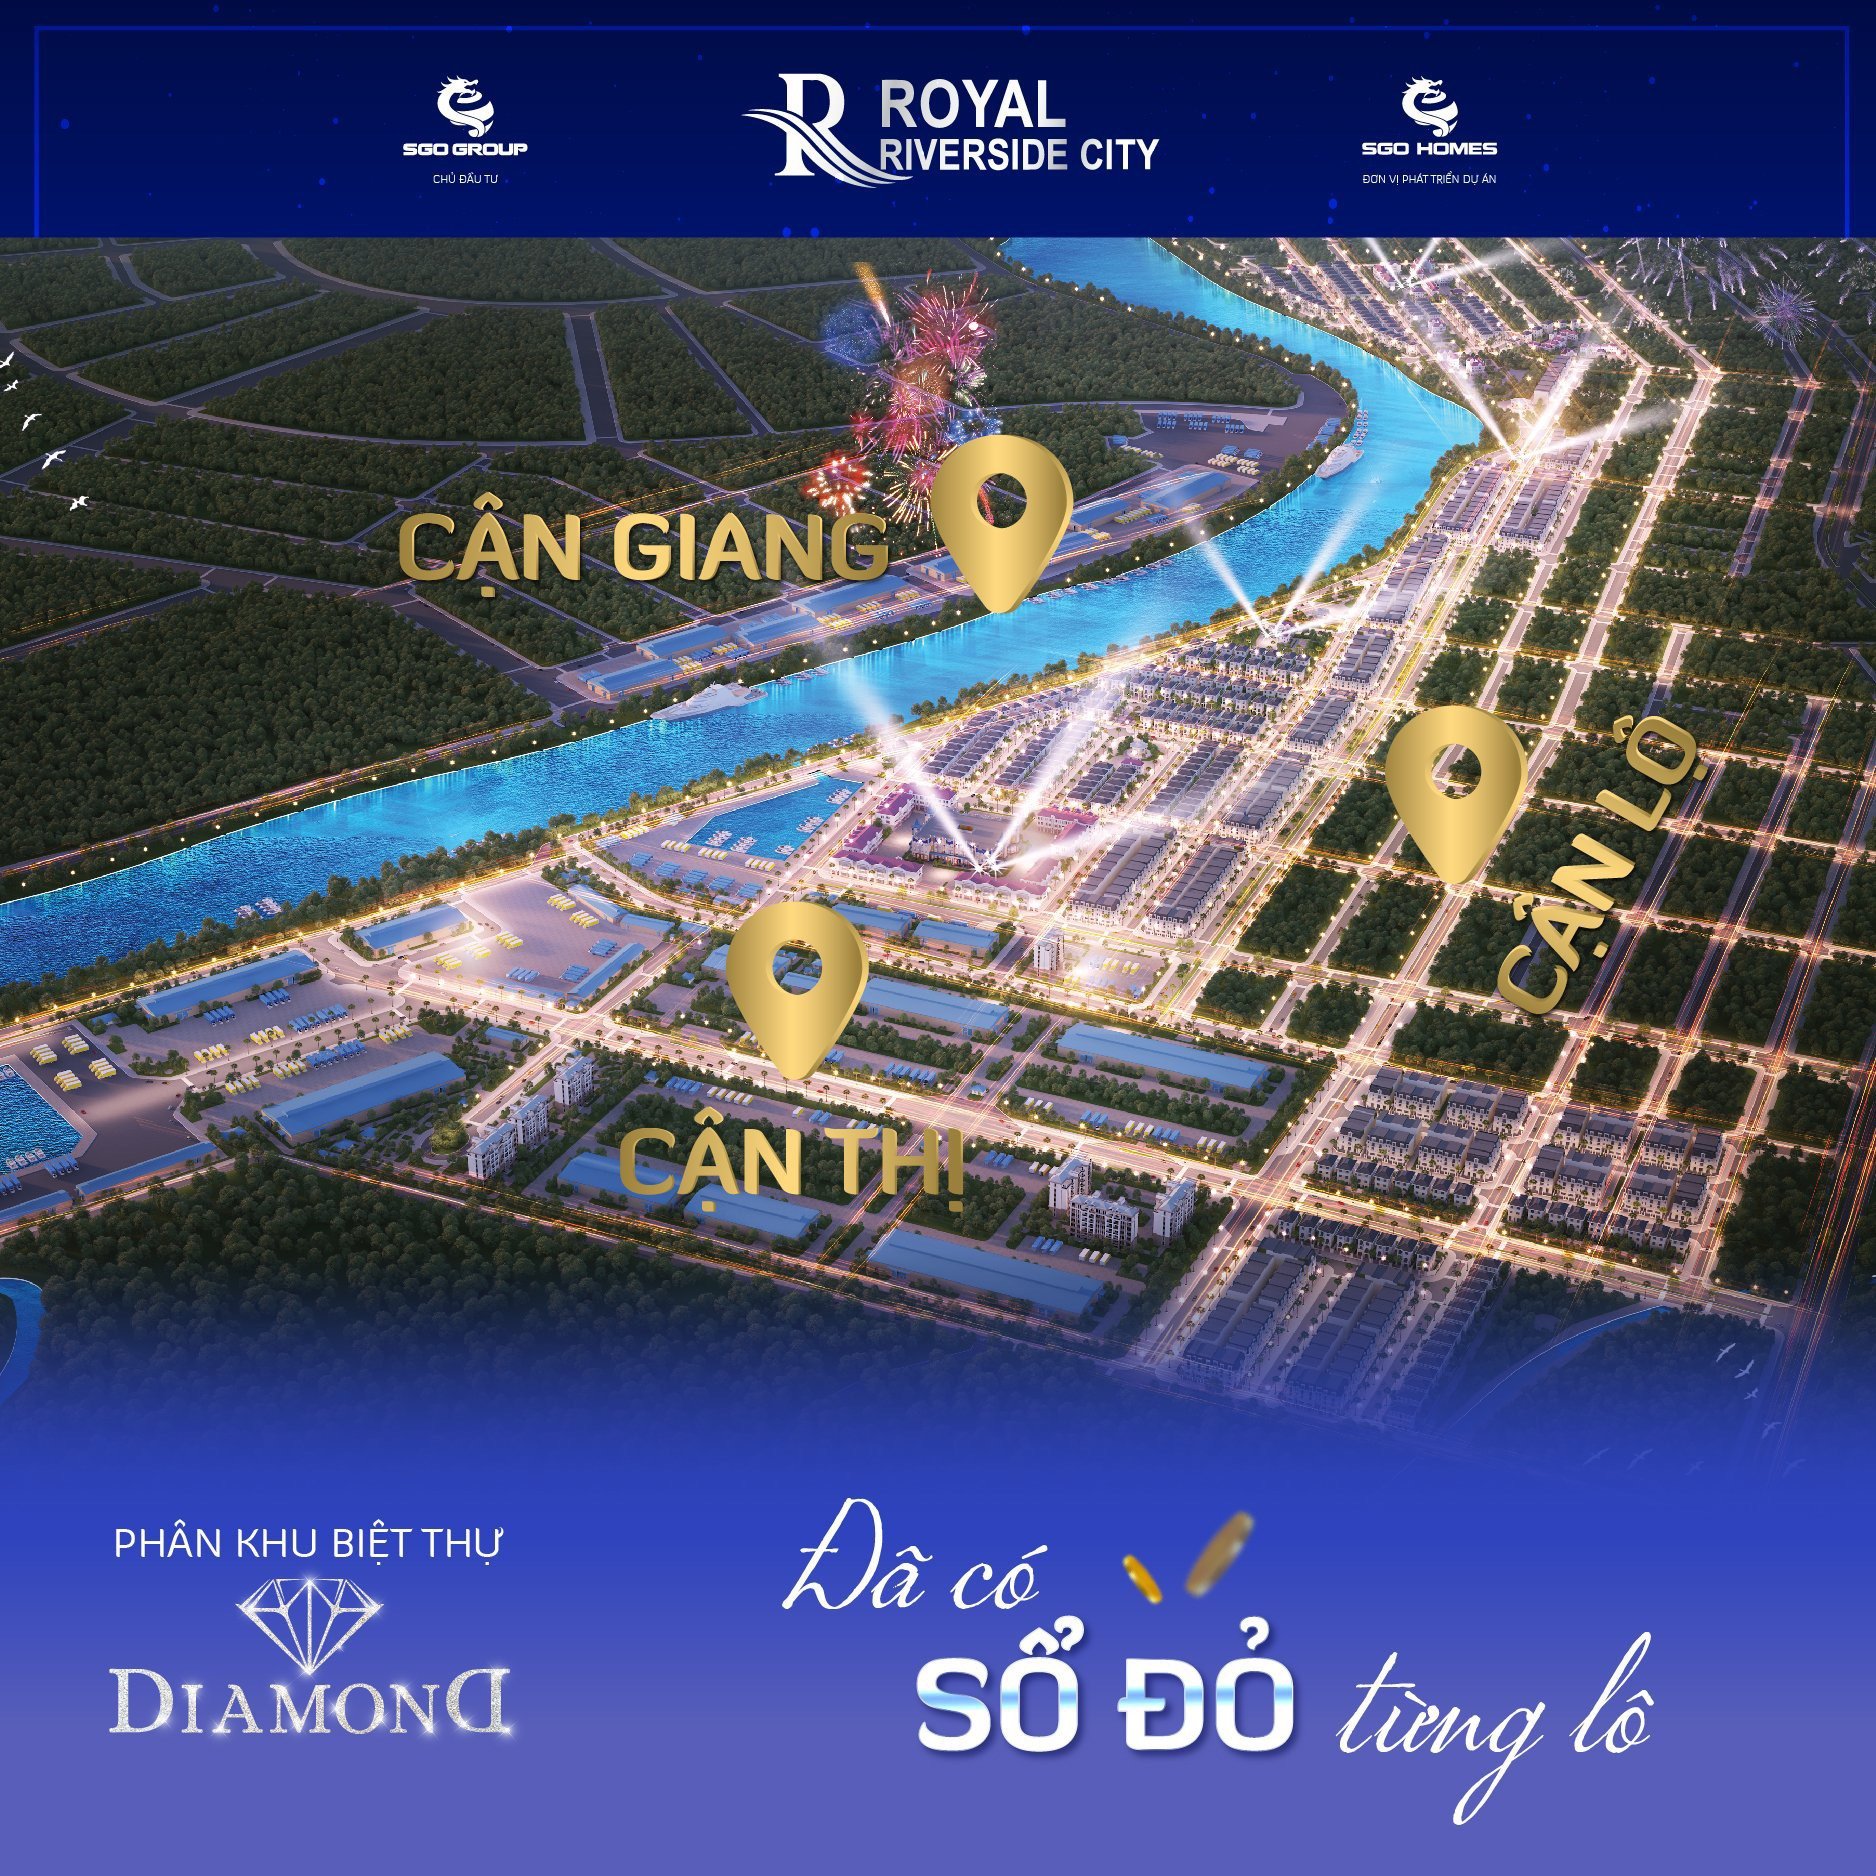 SGO GROUP
CHỦ ĐẦU TƯ
R ROYAL
RIVERSIDE CITY
SGO HOMES
ĐƠN VỊ PHÁT TRIỂN DỰ ÁN
CẬN GIANG
CẬN LỘ
CẬN THỊ
PHÂN KHU BIỆT THỰ
DIAMOND
Đã có
SỔ ĐỎ từng lô